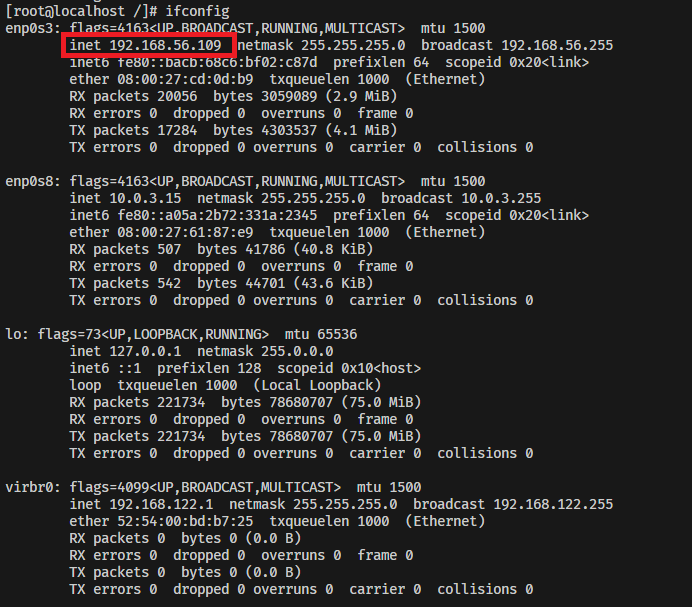 [root@localhost /]# ifconfig
enp0s3: flags=4163<UP,BROADCAST,RUNNING,MULTICAST>  mtu 1500
        inet 192.168.56.109  netmask 255.255.255.0  broadcast 192.168.56.255
        inet6 fe80::bacb:68c6:bf02:c87d  prefixlen 64  scopeid 0x20<link>
        ether 08:00:27:cd:0d:b9  txqueuelen 1000  (Ethernet)
        RX packets 20056  bytes 3059089 (2.9 MiB)
        RX errors 0  dropped 0  overruns 0  frame 0
        TX packets 17284  bytes 4303537 (4.1 MiB)
        TX errors 0  dropped 0 overruns 0  carrier 0  collisions 0

enp0s8: flags=4163<UP,BROADCAST,RUNNING,MULTICAST>  mtu 1500
        inet 10.0.3.15  netmask 255.255.255.0  broadcast 10.0.3.255
        inet6 fe80::a05a:2b72:331a:2345  prefixlen 64  scopeid 0x20<link>
        ether 08:00:27:61:87:e9  txqueuelen 1000  (Ethernet)
        RX packets 507  bytes 41786 (40.8 KiB)
        RX errors 0  dropped 0  overruns 0  frame 0
        TX packets 542  bytes 44701 (43.6 KiB)
        TX errors 0  dropped 0 overruns 0  carrier 0  collisions 0

lo: flags=73<UP,LOOPBACK,RUNNING>  mtu 65536
        inet 127.0.0.1  netmask 255.0.0.0
        inet6 ::1  prefixlen 128  scopeid 0x10<host>
        loop  txqueuelen 1000  (Local Loopback)
        RX packets 221734  bytes 78680707 (75.0 MiB)
        RX errors 0  dropped 0  overruns 0  frame 0
        TX packets 221734  bytes 78680707 (75.0 MiB)
        TX errors 0  dropped 0 overruns 0  carrier 0  collisions 0

virbr0: flags=4099<UP,BROADCAST,MULTICAST>  mtu 1500
        inet 192.168.122.1  netmask 255.255.255.0  broadcast 192.168.122.255
        ether 52:54:00:bd:b7:25  txqueuelen 1000  (Ethernet)
        RX packets 0  bytes 0 (0.0 B)
        RX errors 0  dropped 0  overruns 0  frame 0
        TX packets 0  bytes 0 (0.0 B)
        TX errors 0  dropped 0 overruns 0  carrier 0  collisions 0